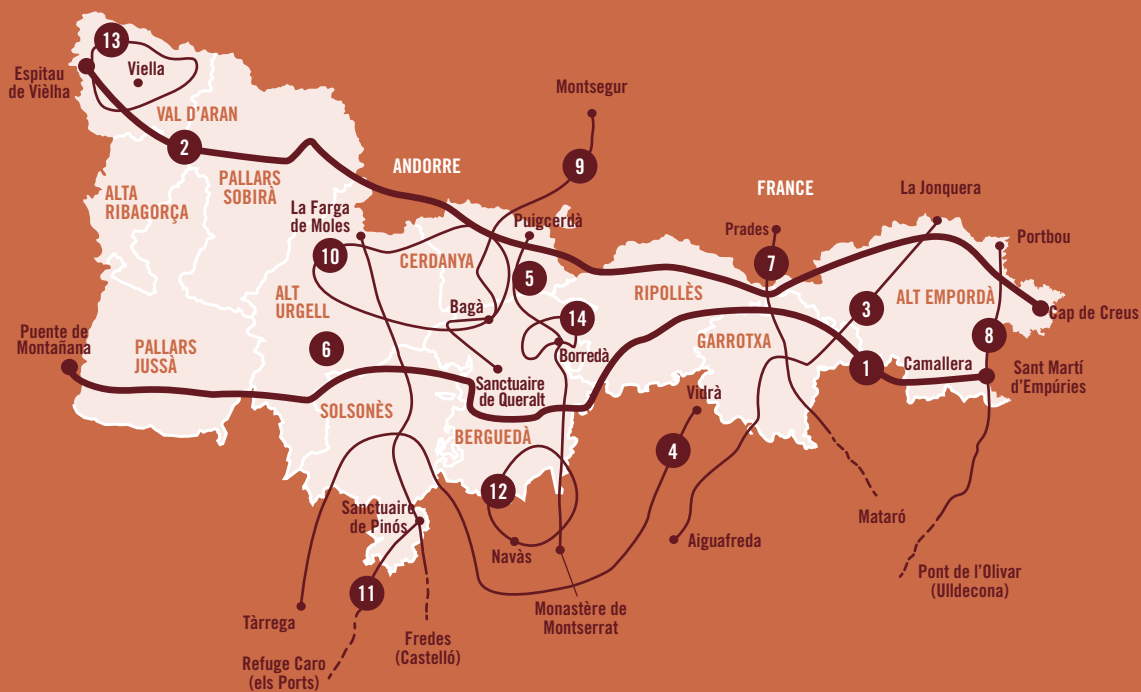 13
Viella
Espitau
de Vièlha
VAL D'ARAN
2
Montsegur
9
ANDORRE
FRANCE
PALLARS
SOBIRÀ
ALTA
RIBAGORÇA
La Farga
de Moles
Puigcerdà
Prades
La Jonquera
Portbou
10
CERDANYA
5
7
RIPOLLÈS
ALT EMPORDÀ
3
Cap de Creus
ALT
URGELL
Bagà
14
8
Puente de
Montañana
PALLARS
JUSSÀ
6
Borredà
GARROTXA
1
Camallera
Sant Martí
d'Empúries
Sanctuaire
de Queralt
Vidrà
SOLSONÈS
BERGUEDÀ
4
12
Sanctuaire
de Pinós
Navàs
Aiguafreda
Mataró
11
Pont de l'Olivar
(Ulldecona)
Tàrrega
Fredes
(Castelló)
Monastère de
Montserrat
Refuge Caro
(els Ports)